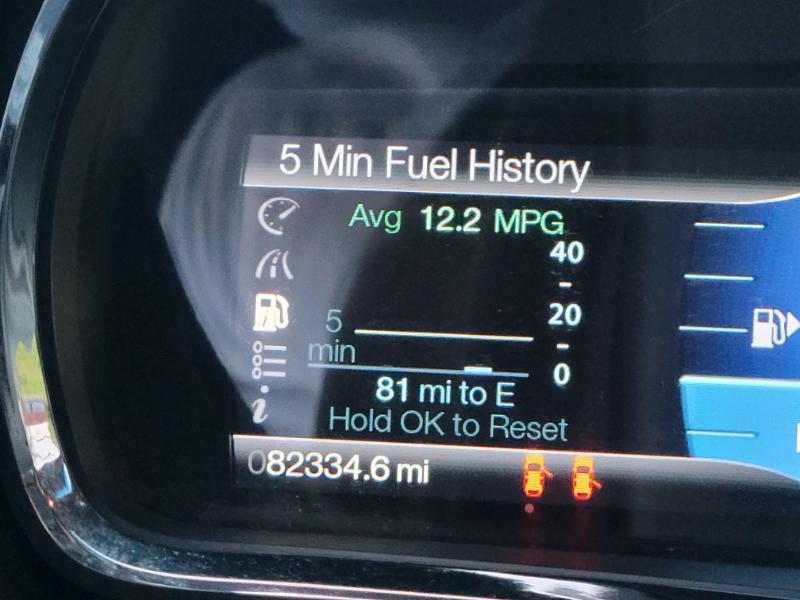 5 Min Fuel History
Avg 12.2 MPG
40
20
5
min
0
81 mi to E
Hold OK to Reset
082334.6 mi